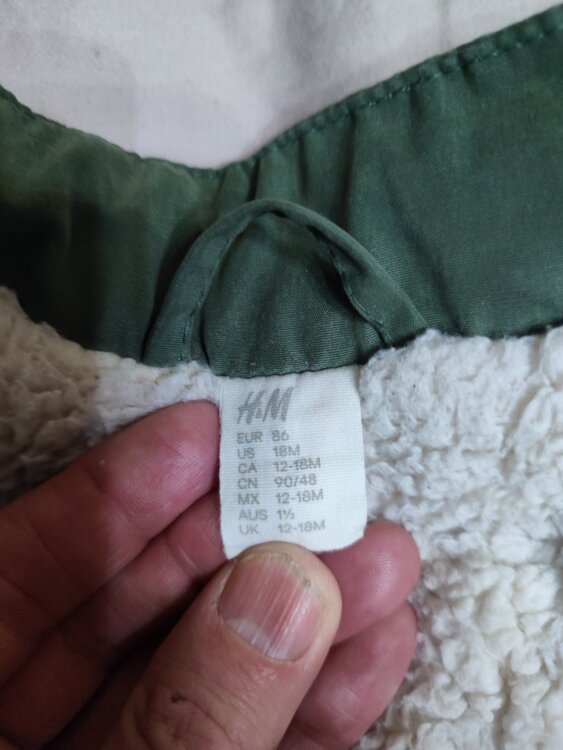 H&M
EUR 86
US 18M
CA 12-18M
CN 90/48
MX 12-18M
AUS 1½
UK 12-18M